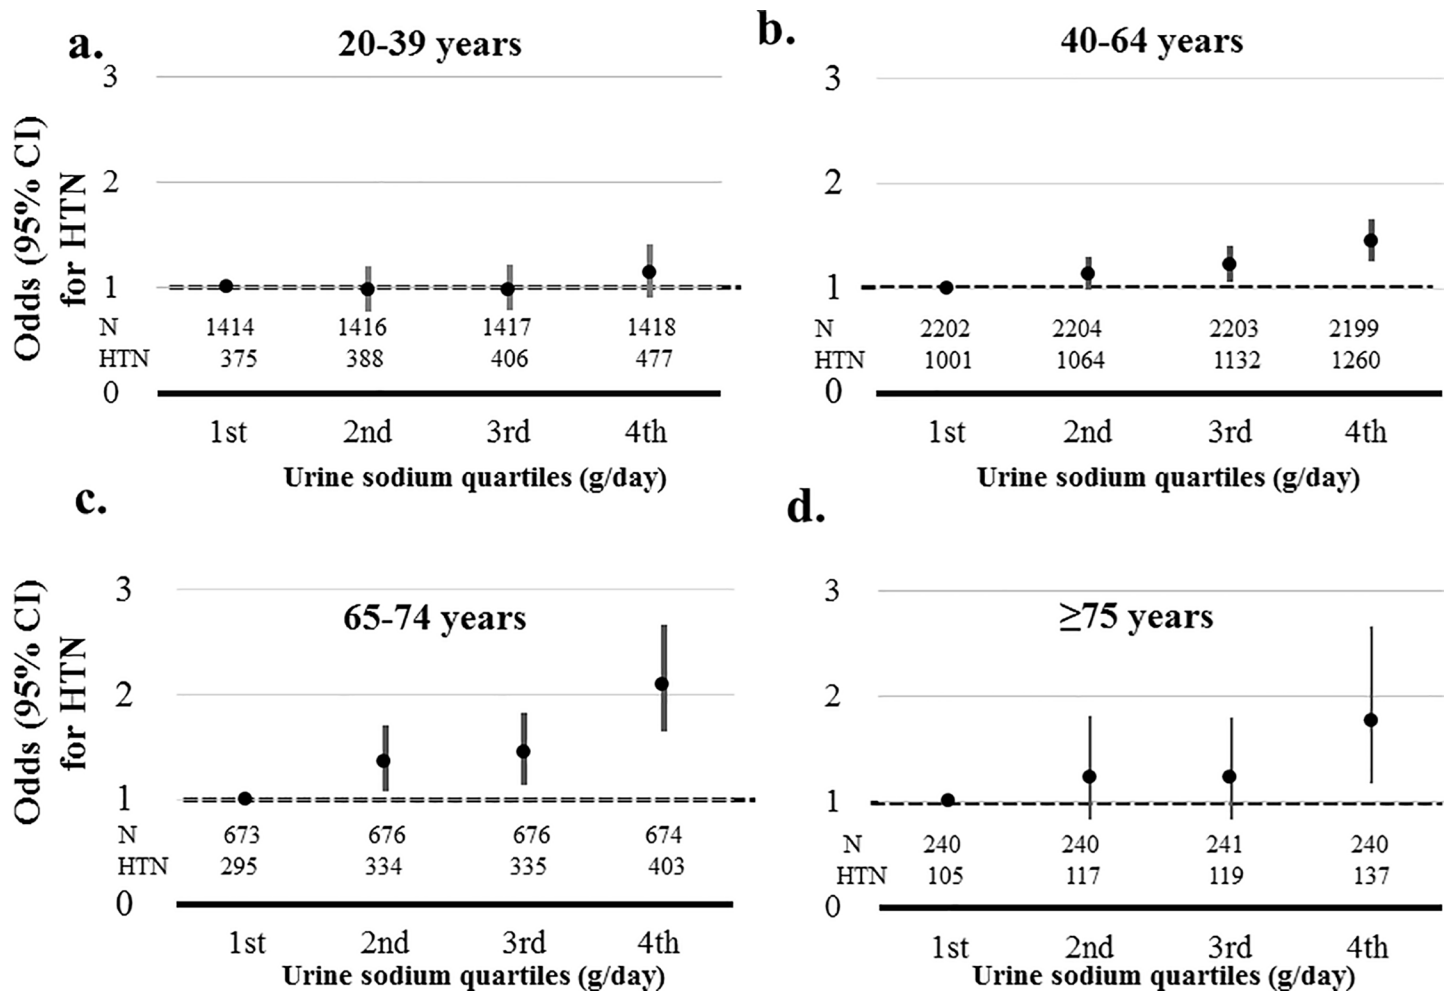 a.
20-39 years
Odds (95% CI)
for HTN
3
2
1
N 1414 1416 1417 1418
HTN 375 388 406 477
0
1st 2nd 3rd 4th
Urine sodium quartiles (g/day)
b.
40-64 years
3
2
1
N 2202 2204 2203 2199
HTN 1001 1064 1132 1260
0
1st 2nd 3rd 4th
Urine sodium quartiles (g/day)
c.
65-74 years
Odds (95% CI)
for HTN
3
2
1
N 673 676 676 674
HTN 295 334 335 403
0
1st 2nd 3rd 4th
Urine sodium quartiles (g/day)
d.
≥75 years
3
2
1
N 240 240 241 240
HTN 105 117 119 137
0
1st 2nd 3rd 4th
Urine sodium quartiles (g/day)